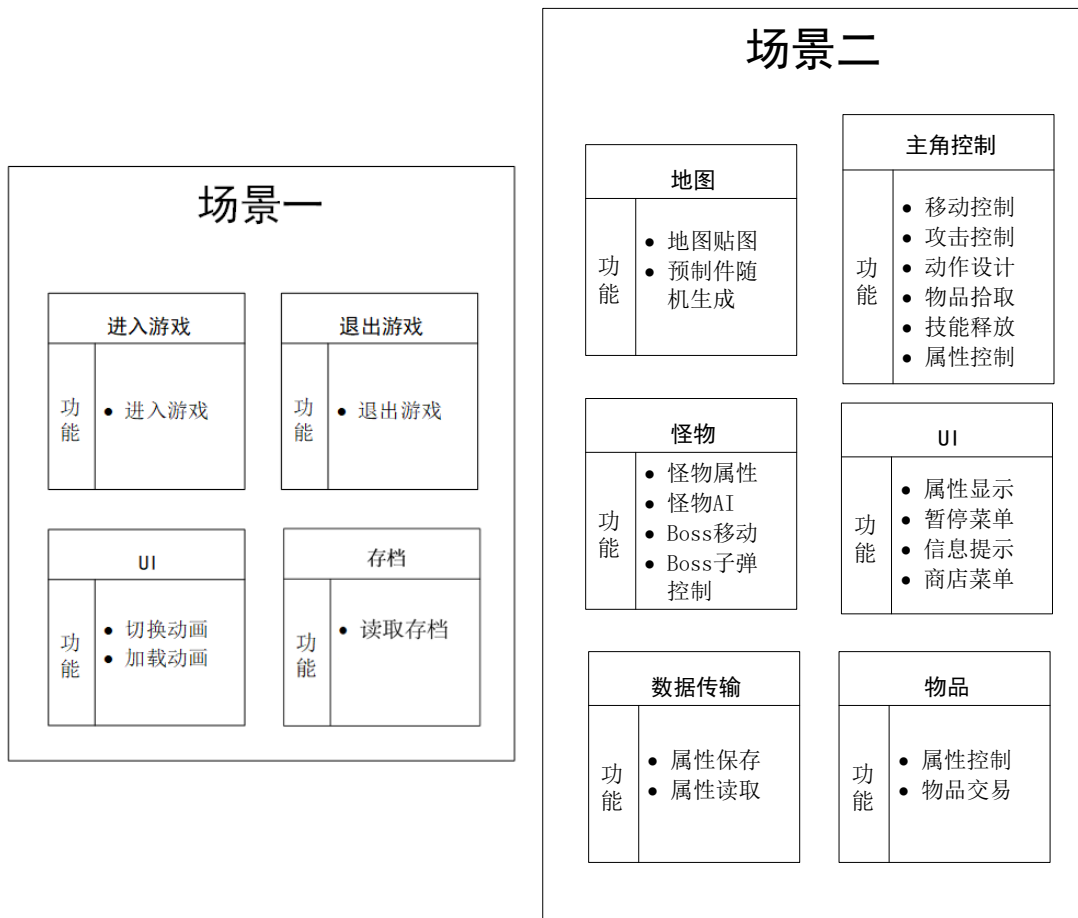 场景一
进入游戏
功能
● 进入游戏
退出游戏
功能
● 退出游戏
UI
功能
● 切换动画
● 加载动画
存档
功能
● 读取存档
场景二
地图
功能
● 地图贴图
● 预制件随
机生成
主角控制
功能
● 移动控制
● 攻击控制
● 动作设计
● 物品拾取
● 技能释放
● 属性控制
怪物
功能
● 怪物属性
● 怪物AI
● Boss移动
● Boss子弹
控制
UI
功能
● 属性显示
● 暂停菜单
● 信息提示
● 商店菜单
数据传输
功能
● 属性保存
● 属性读取
物品
功能
● 属性控制
● 物品交易